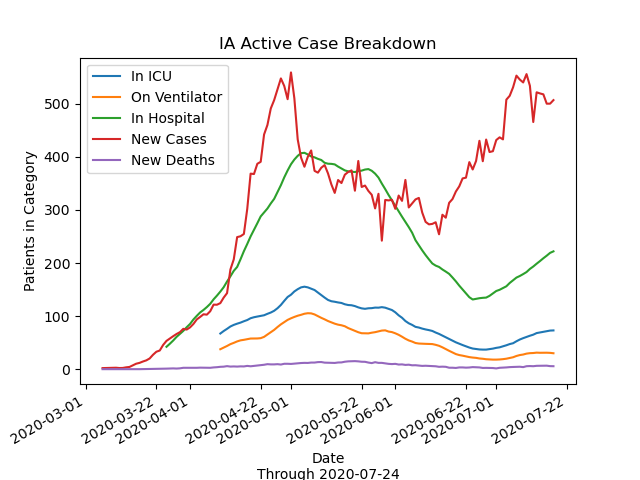 IA Active Case Breakdown
In ICU
On Ventilator
In Hospital
New Cases
New Deaths
Patients in Category
500
400
300
200
100
0
2020-03-01
2020-03-22
2020-04-01
2020-04-22
2020-05-01
2020-05-22
2020-06-01
2020-06-22
2020-07-01
2020-07-22
Date
Through 2020-07-24